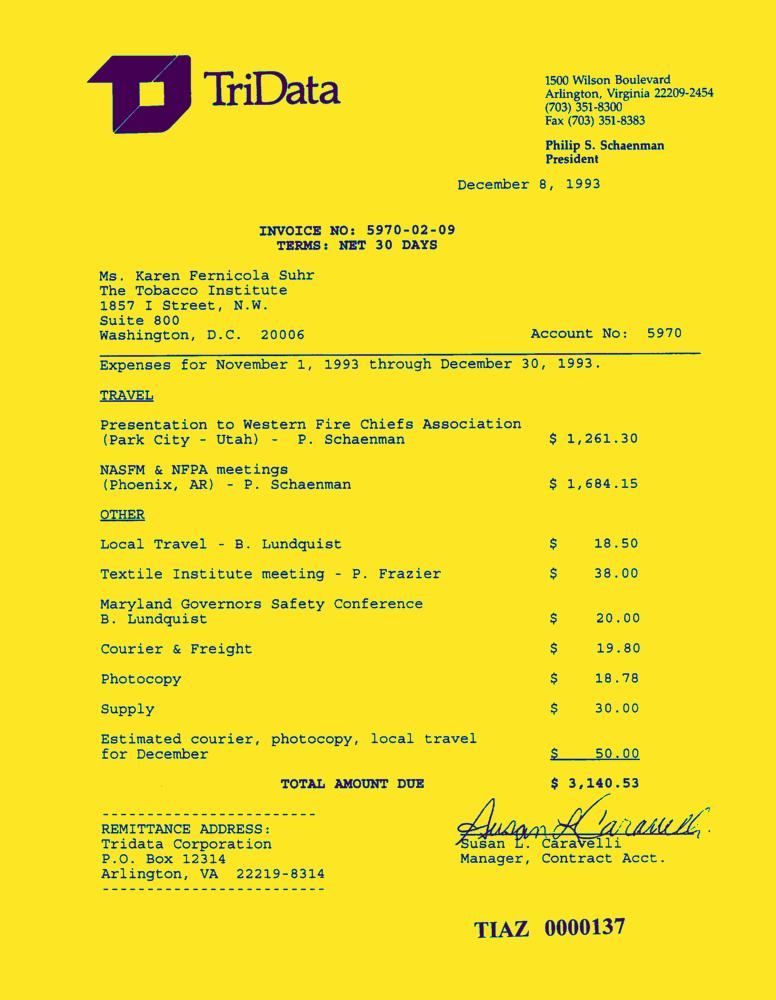 TriData
1500 Wilson Boulevard
Arlington, Virginia 22209-2454
(703) 351-8300
Fax (703) 351-8383
Philip S. Schaenman
President
December 8, 1993
INVOICE NO: 5970-02-09
TERMS: NET 30 DAYS
Ms. Karen Fernicola Suhr
The Tobacco Institute
1857 I Street, N.W.
Suite 800
Washington, D.C. 20006 Account No: 5970
Expenses for November 1, 1993 through December 30, 1993.
TRAVEL
Presentation to Western Fire Chiefs Association
(Park City - Utah) - P. Schaenman $ 1,261.30
NASFM & NFPA meetings
(Phoenix, AR) - P. Schaenman $ 1,684.15
OTHER
Local Travel - B. Lundquist $ 18.50
Textile Institute meeting - P. Frazier $ 38.00
Maryland Governors Safety Conference
B. Lundquist $ 20.00
Courier & Freight $ 19.80
Photocopy $ 18.78
Supply $ 30.00
Estimated courier, photocopy, local travel
for December $ 50.00
TOTAL AMOUNT DUE $ 3,140.53
------------------------
REMITTANCE ADDRESS:
Tridata Corporation
P.O. Box 12314
Arlington, VA 22219-8314
-------------------------
Susan L Caravelli
Susan L. Caravelli
Manager, Contract Acct.
TIAZ 0000137